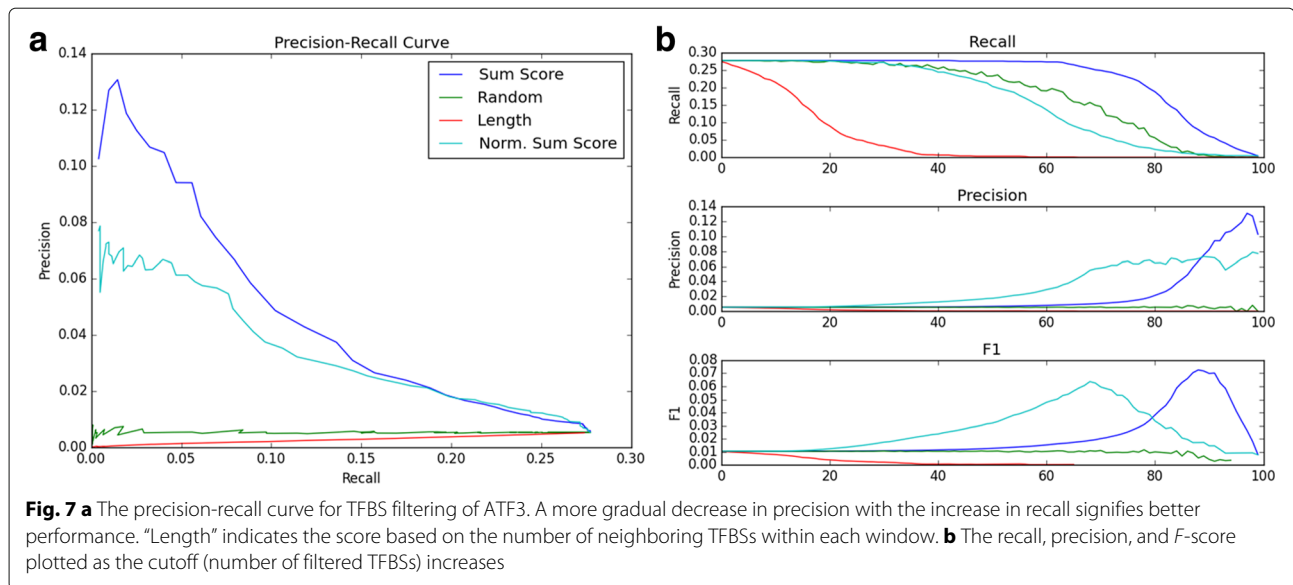 a
Precision-Recall Curve
0.14
0.12
0.10
0.08
0.06
0.04
0.02
0.00
Precision
0.00 0.05 0.10 0.15 0.20 0.25 0.30
Recall
Sum Score
Random
Length
Norm. Sum Score
b
Recall
0.30
0.25
0.20
0.15
0.10
0.05
0.00
Recall
0 20 40 60 80 100
Precision
0.14
0.12
0.10
0.08
0.06
0.04
0.02
0.00
Precision
0 20 40 60 80 100
F1
0.08
0.07
0.06
0.05
0.04
0.03
0.02
0.01
0.00
F1
0 20 40 60 80 100
Fig. 7 a The precision-recall curve for TFBS filtering of ATF3. A more gradual decrease in precision with the increase in recall signifies better
performance. “Length” indicates the score based on the number of neighboring TFBSs within each window. b The recall, precision, and F-score
plotted as the cutoff (number of filtered TFBSs) increases